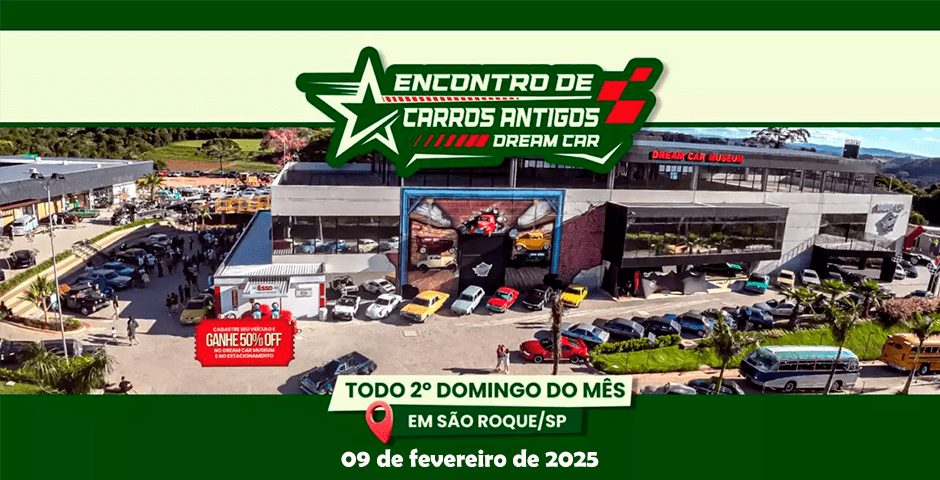 ENCONTRO DE
CARROS ANTIGOS
DREAM CAR
DREAM CAR MUSEUM
Esso
CADASTRE SEU VEÍCULO E
GANHE 50% OFF
NO DREAM CAR MUSEUM
E NO ESTACIONAMENTO
TODO 2º DOMINGO DO MÊS
EM SÃO ROQUE/SP
09 de fevereiro de 2025